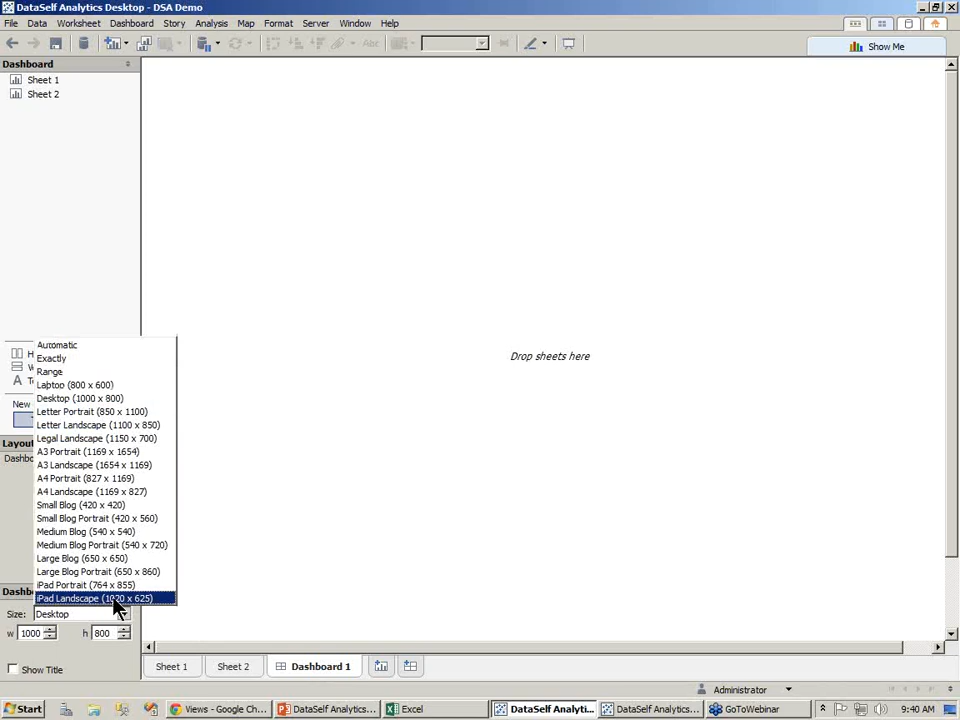 DataSelf Analytics Desktop - DSA Demo
File Data Worksheet Dashboard Story Analysis Map Format Server Window Help
Abc
Show Me
Dashboard
Sheet 1
Sheet 2
Drop sheets here
Automatic
Exactly
Range
Laptop (800 x 600)
Desktop (1000 x 800)
Letter Portrait (850 x 1100)
Letter Landscape (1100 x 850)
Legal Landscape (1150 x 700)
A3 Portrait (1169 x 1654)
A3 Landscape (1654 x 1169)
A4 Portrait (827 x 1169)
A4 Landscape (1169 x 827)
Small Blog (420 x 420)
Small Blog Portrait (420 x 560)
Medium Blog (540 x 540)
Medium Blog Portrait (540 x 720)
Large Blog (650 x 650)
Large Blog Portrait (650 x 860)
iPad Portrait (764 x 855)
iPad Landscape (1020 x 625)
New
Layou
Dashbo
Dashb
Size: Desktop
w 1000 h 800
Show Title
Sheet 1 Sheet 2 Dashboard 1
Administrator
Start Views - Google Ch... DataSelf Analytics... Excel DataSelf Analyti... DataSelf Analytics... GoToWebinar 9:40 AM